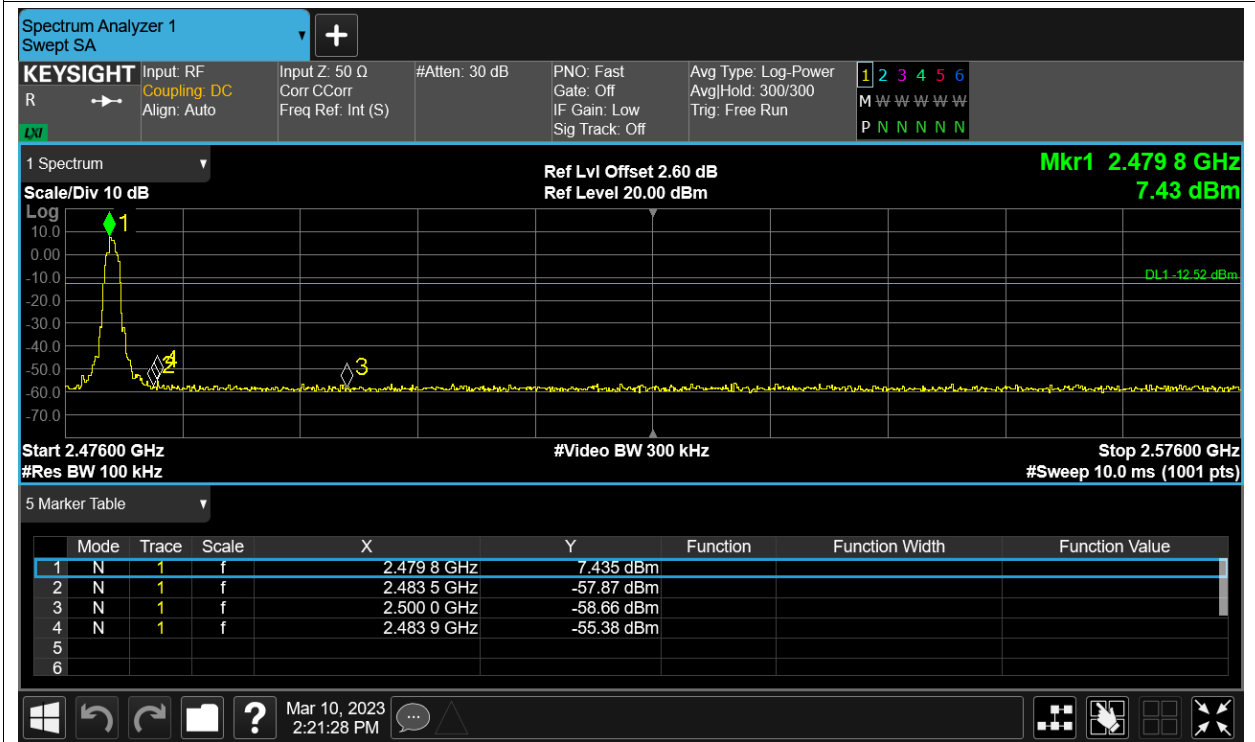 Spectrum Analyzer 1
Swept SA
KEYSIGHT
R
LXI
Input: RF
Coupling: DC
Align: Auto
Input Z: 50 Ω
Corr CCorr
Freq Ref: Int (S)
#Atten: 30 dB
PNO: Fast
Gate: Off
IF Gain: Low
Sig Track: Off
Avg Type: Log-Power
Avg|Hold: 300/300
Trig: Free Run
1 2 3 4 5 6
M W W W W W
P N N N N N
1 Spectrum
Scale/Div 10 dB
Ref Lvl Offset 2.60 dB
Ref Level 20.00 dBm
Mkr1 2.479 8 GHz
7.43 dBm
Log
10.0
0.00
-10.0
-20.0
-30.0
-40.0
-50.0
-60.0
-70.0
1
DL1 -12.52 dBm
4
2
3
Start 2.47600 GHz
#Video BW 300 kHz
Stop 2.57600 GHz
#Res BW 100 kHz
#Sweep 10.0 ms (1001 pts)
5 Marker Table
Mode Trace Scale X Y Function Function Width Function Value
1 N 1 f 2.479 8 GHz 7.435 dBm
2 N 1 f 2.483 5 GHz -57.87 dBm
3 N 1 f 2.500 0 GHz -58.66 dBm
4 N 1 f 2.483 9 GHz -55.38 dBm
5
6
?
Mar 10, 2023
2:21:28 PM